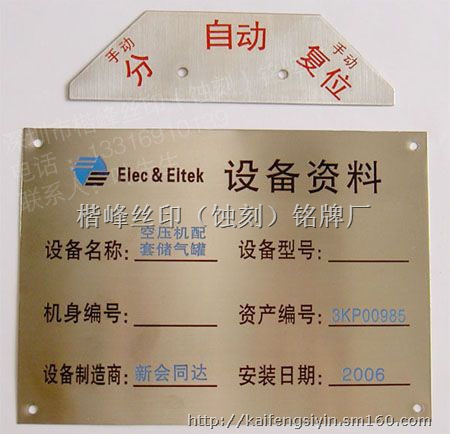 手动
分
自动
手动
复位
Elec & Eltek
设备资料
楷峰丝印（蚀刻）铭牌厂
设备名称：空压机配
套储气罐
设备型号：
机身编号：
资产编号：3KP00985
设备制造商：新会同达
安装日期：2006
http://kaifengsiyin.sm160.com/